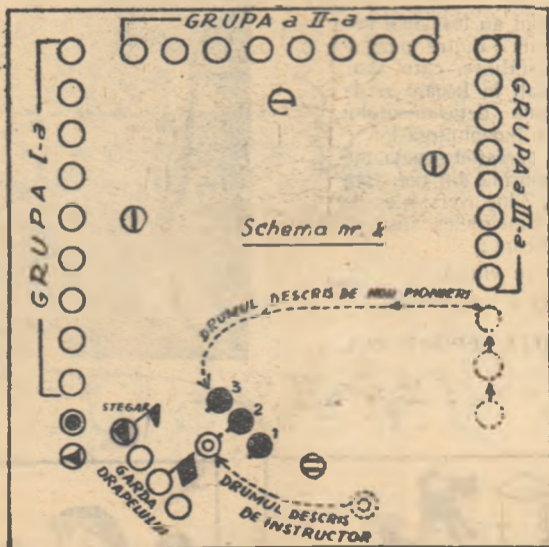 GRUPA a II-a
GRUPA I-a
GRUPA a III-a
Schema nr.
DRUMUL DESCRIS DE NOII PIONIERI
3
2
1
STEGAR
GARDA
DRAPELULUI
DRUMUL DESCRIS
DE INSTRUCTOR